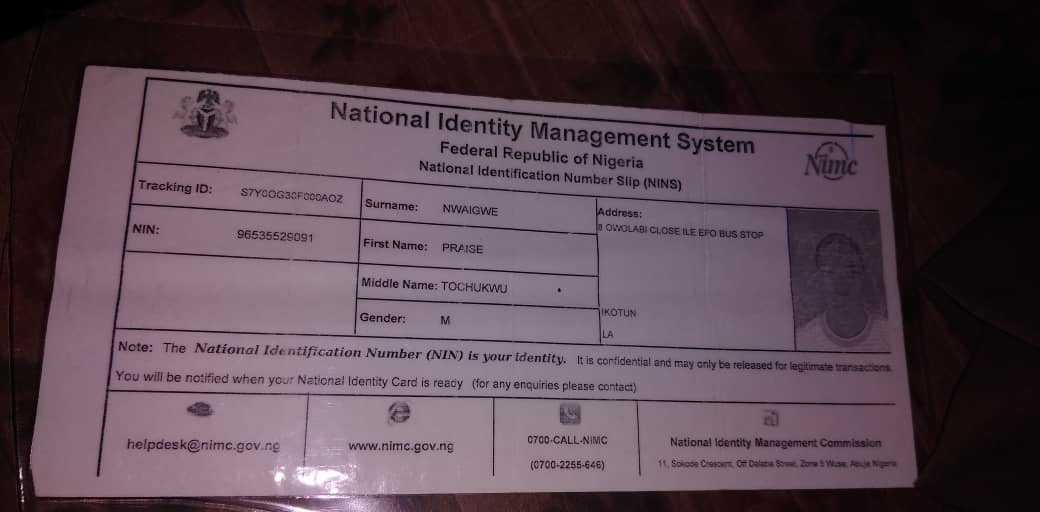 National Identity Management System
Federal Republic of Nigeria
National Identification Number Slip (NINS)
Nimc
Tracking ID:
Surname: NWAIGWE
Address:
8 OWOLABI CLOSE ILE EPO BUS STOP
NIN: 96535529091
First Name: PRAISE
Middle Name: TOCHUKWU
Gender: M
IKOTUN
LA
Note: The National Identification Number (NIN) is your identity. It is confidential and may only be released for legitimate transactions.
You will be notified when your National Identity Card is ready (for any enquiries please contact)
helpdesk@nimc.gov.ng
www.nimc.gov.ng
0700-CALL-NIMC
(0700-2255-646)
National Identity Management Commission
11, Sokode Crescent, Off Dalaba Street, Zone 5 Wuse, Abuja Nigeria